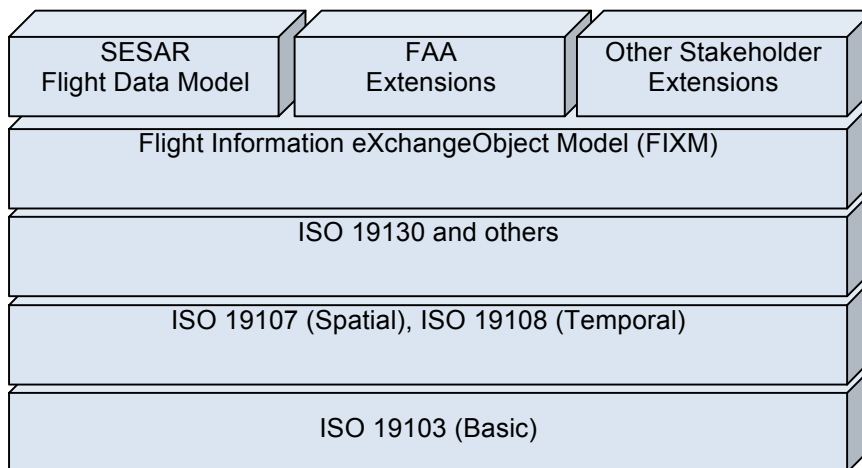 SESAR
Flight Data Model
FAA
Extensions
Other Stakeholder
Extensions
Flight Information eXchangeObject Model (FIXM)
ISO 19130 and others
ISO 19107 (Spatial), ISO 19108 (Temporal)
ISO 19103 (Basic)